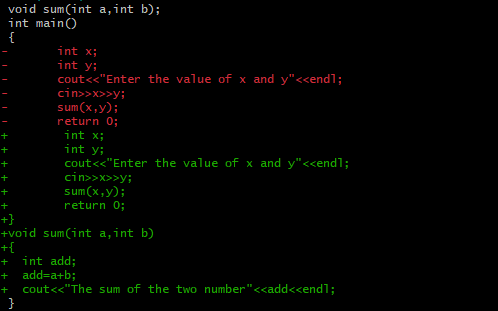 void sum(int a,int b);
 int main()
 {
-       int x;
-       int y;
-       cout<<"Enter the value of x and y"<<endl;
-       cin>>x>>y;
-       sum(x,y);
-       return 0;
+        int x;
+        int y;
+        cout<<"Enter the value of x and y"<<endl;
+        cin>>x>>y;
+        sum(x,y);
+        return 0;
+}
+void sum(int a,int b)
+{
+  int add;
+  add=a+b;
+  cout<<"The sum of the two number"<<add<<endl;
 }